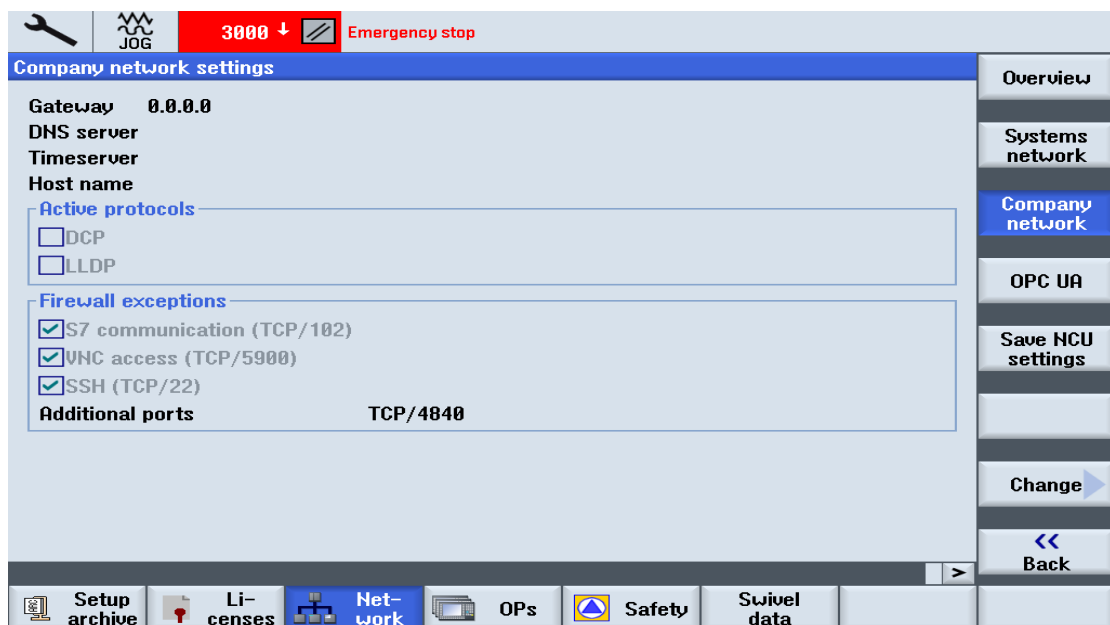 JOG
3000 ↓
Emergency stop
Company network settings
Gateway 0.0.0.0
DNS server
Timeserver
Host name
Active protocols
DCP
LLDP
Firewall exceptions
S7 communication (TCP/102)
VNC access (TCP/5900)
SSH (TCP/22)
Additional ports TCP/4840
Overview
Systems
network
Company
network
OPC UA
Save NCU
settings
Change
<<
Back
>
Setup
archive
Li-
censes
Net-
work
OPs
Safety
Swivel
data